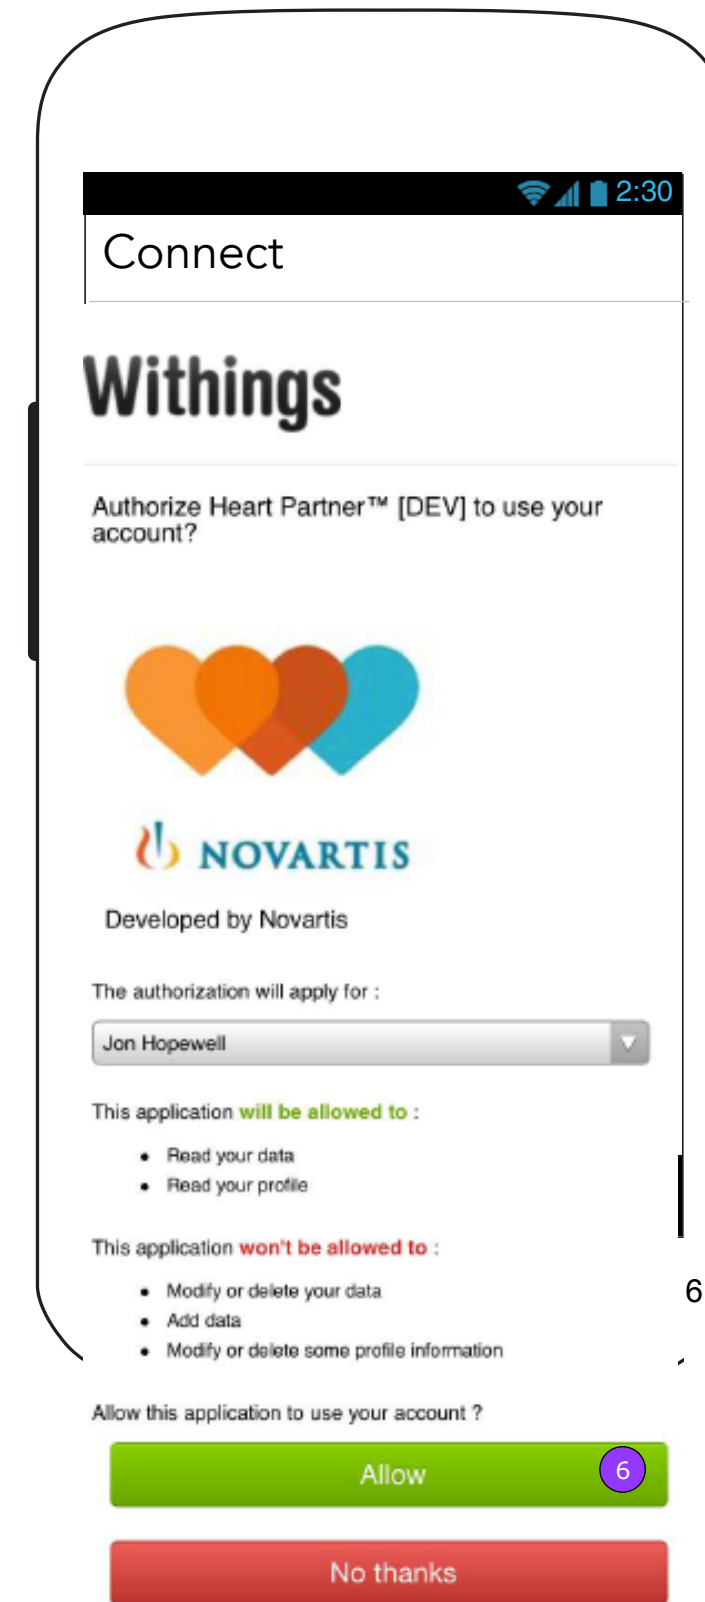 2:30
Connect
Withings
Authorize Heart Partner™ [DEV] to use your
account?
NOVARTIS
Developed by Novartis
The authorization will apply for :
Jon Hopewell
This application will be allowed to :
• Read your data
• Read your profile
This application won't be allowed to :
• Modify or delete your data
6
• Add data
• Modify or delete some profile information
Allow this application to use your account ?
Allow 6
No thanks